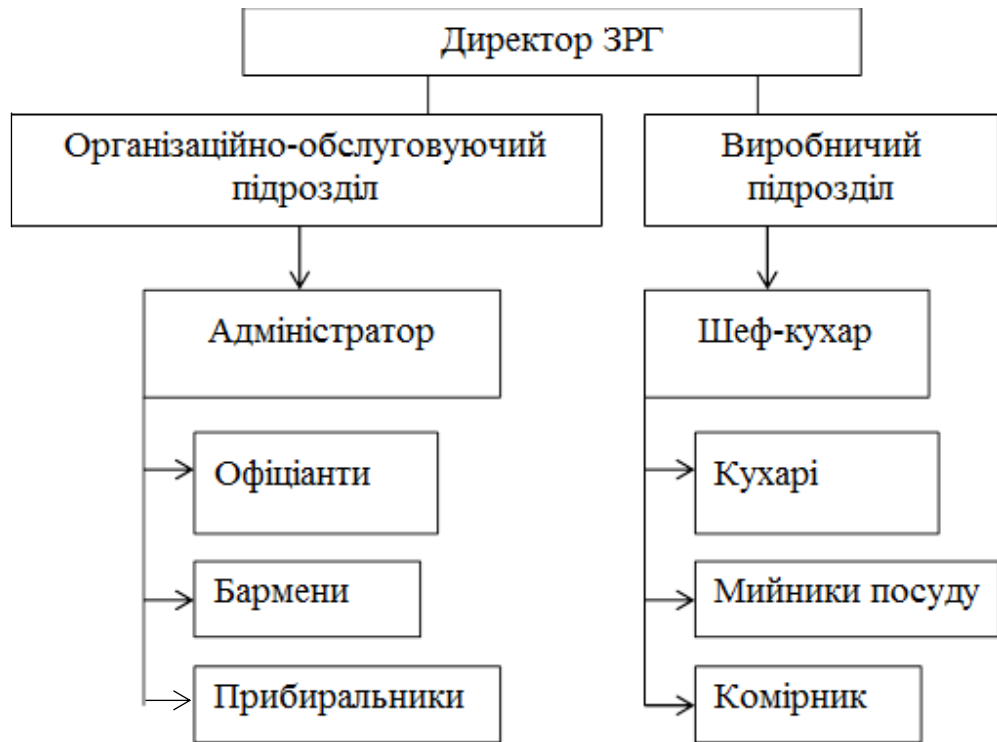 Директор ЗРГ
Організаційно-обслуговуючий
підрозділ
Виробничий
підрозділ
Адміністратор
Шеф-кухар
Офіціанти
Кухарі
Бармени
Мийники посуду
Прибиральники
Комірник